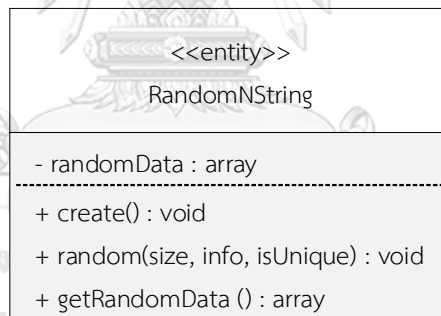 <<entity>>
RandomNString
- randomData : array
+ create() : void
+ random(size, info, isUnique) : void
+ getRandomData () : array